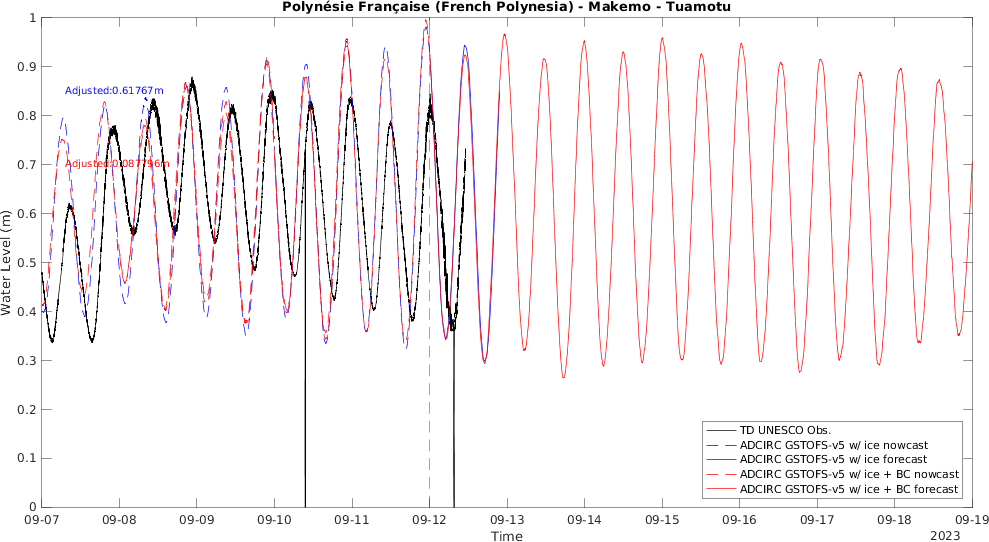 Polynésie Française (French Polynesia) - Makemo - Tuamotu
1
0.9
0.8
0.7
0.6
0.5
0.4
0.3
0.2
0.1
0
Water Level (m)
Adjusted:0.61767m
Adjusted:0.087796m
TD UNESCO Obs.
ADCIRC GSTOFS-v5 w/ ice nowcast
ADCIRC GSTOFS-v5 w/ ice forecast
ADCIRC GSTOFS-v5 w/ ice + BC nowcast
ADCIRC GSTOFS-v5 w/ ice + BC forecast
09-07 09-08 09-09 09-10 09-11 09-12 09-13 09-14 09-15 09-16 09-17 09-18 09-19
Time
2023